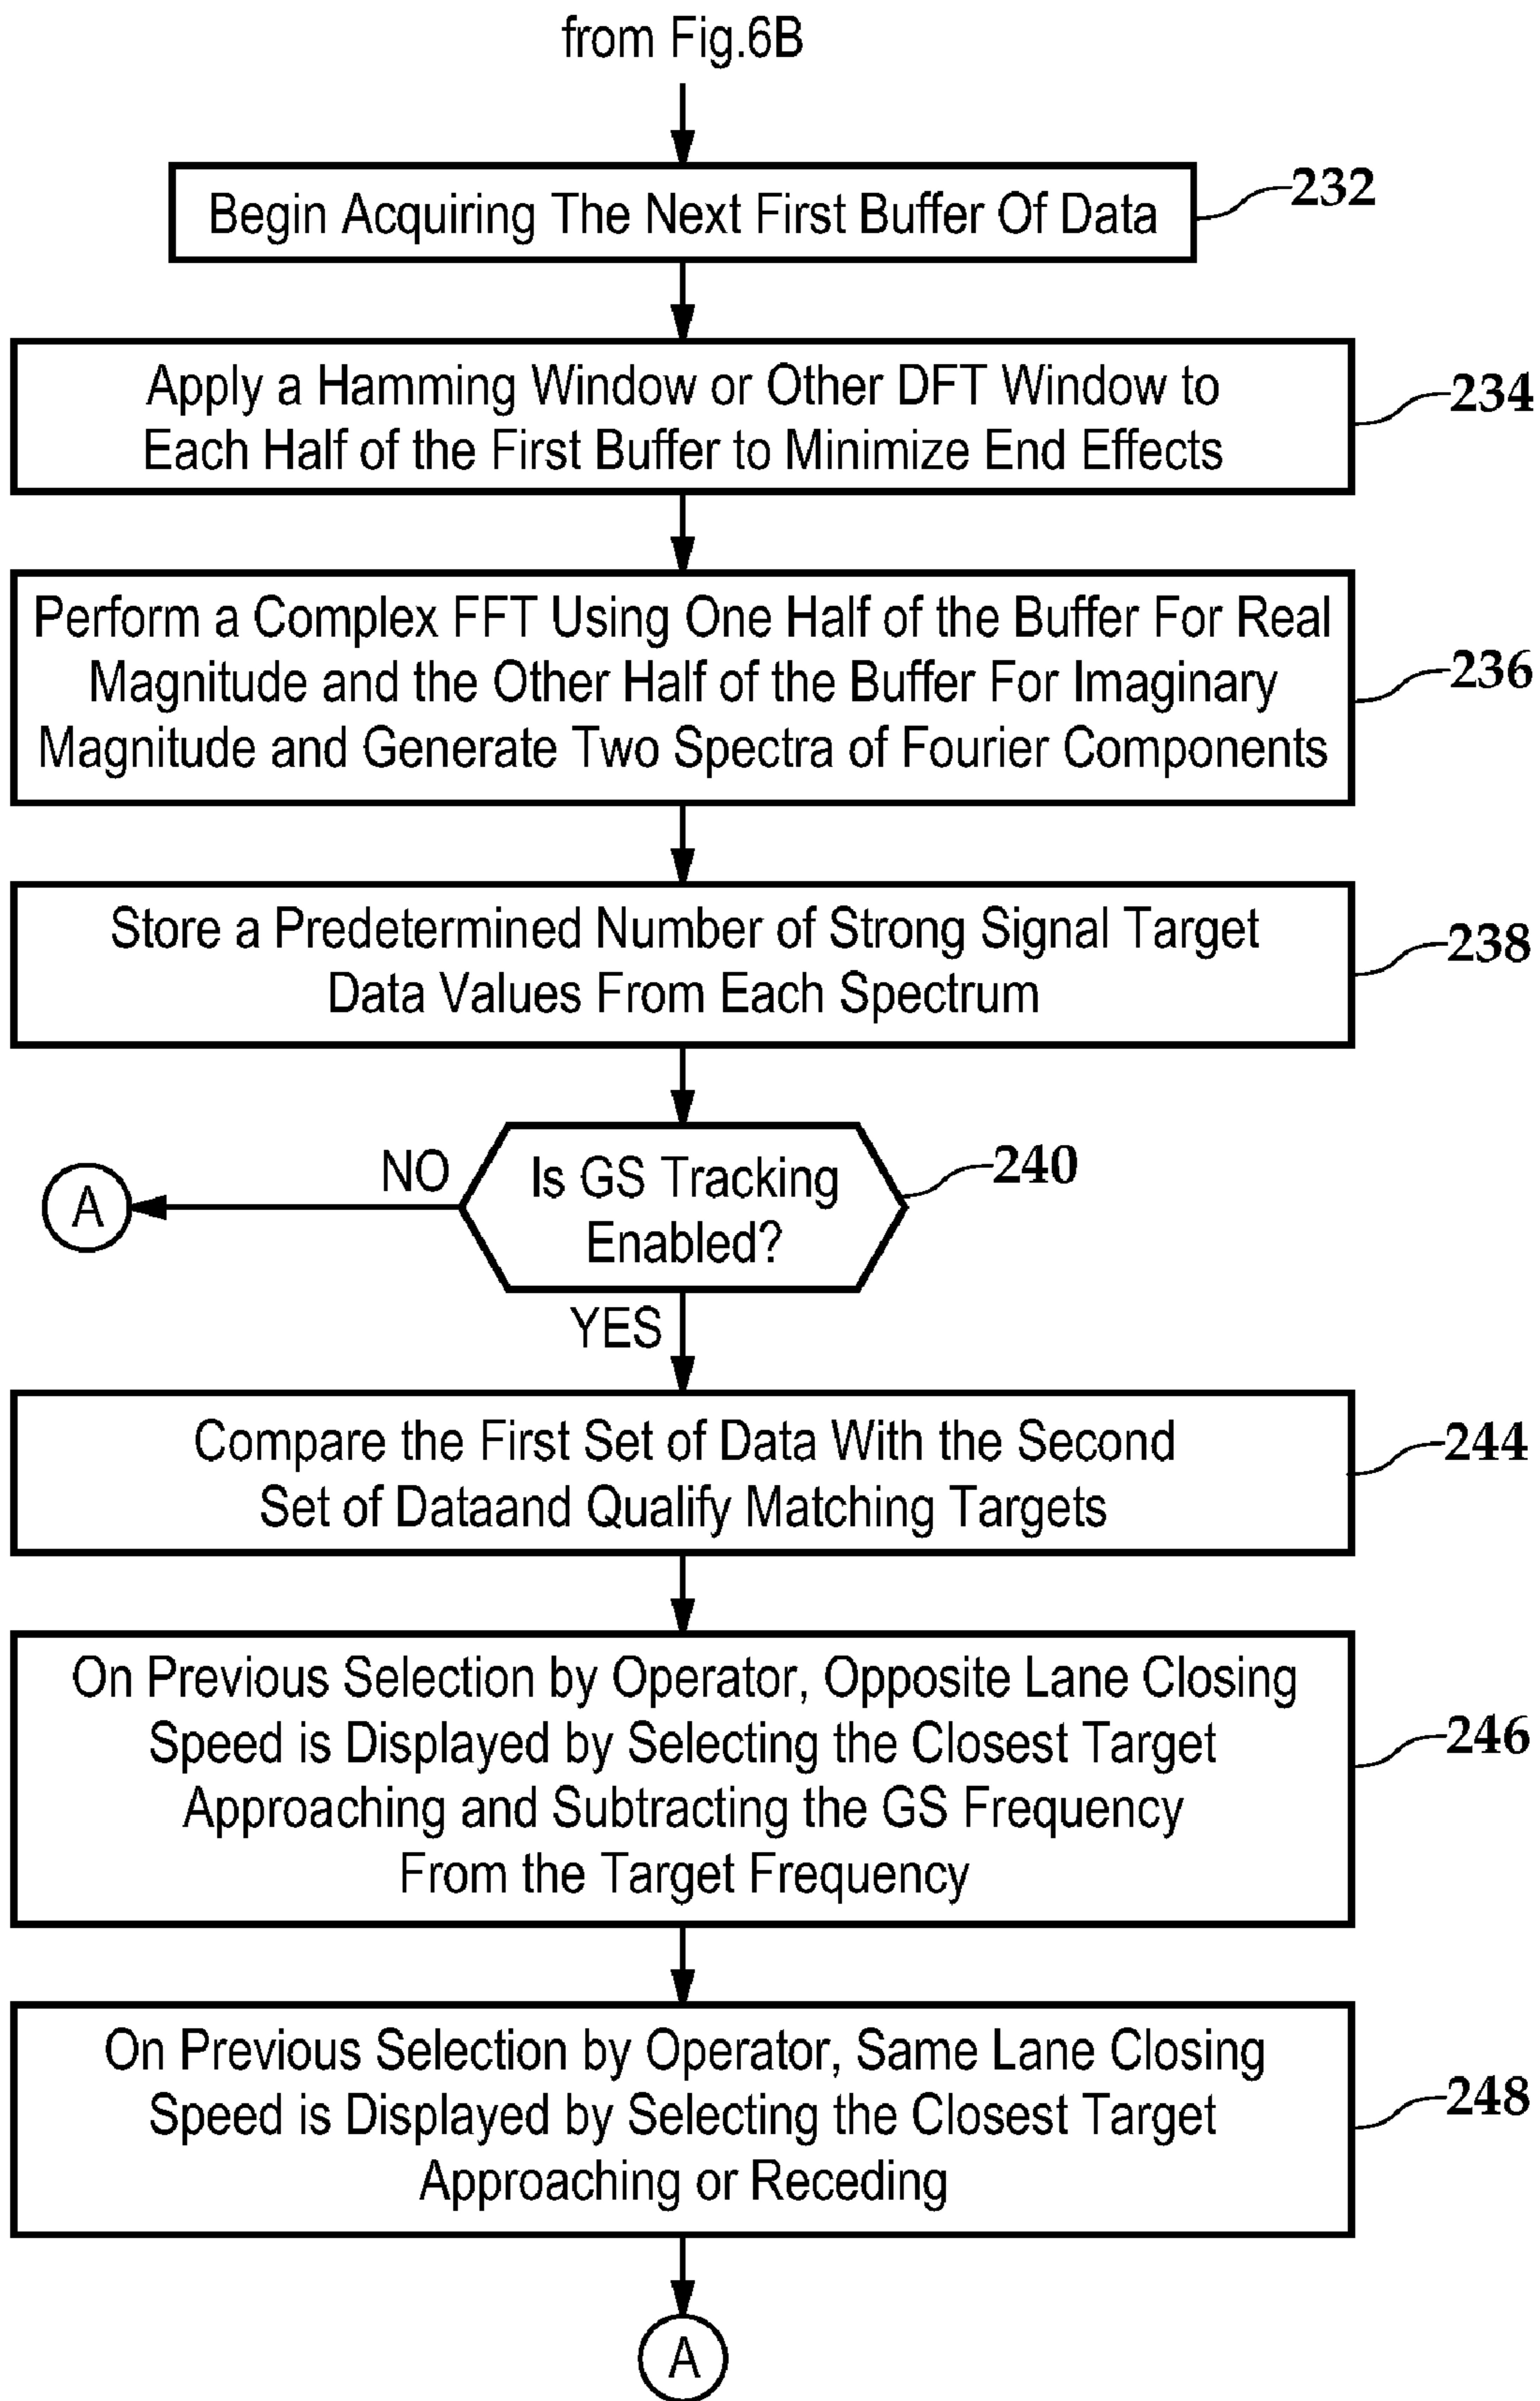 from Fig.6B
Begin Acquiring The Next First Buffer Of Data
232
Apply a Hamming Window or Other DFT Window to
Each Half of the First Buffer to Minimize End Effects
234
Perform a Complex FFT Using One Half of the Buffer For Real
Magnitude and the Other Half of the Buffer For Imaginary
Magnitude and Generate Two Spectra of Fourier Components
236
Store a Predetermined Number of Strong Signal Target
Data Values From Each Spectrum
238
Is GS Tracking
Enabled?
240
NO
A
YES
Compare the First Set of Data With the Second
Set of Dataand Qualify Matching Targets
244
On Previous Selection by Operator, Opposite Lane Closing
Speed is Displayed by Selecting the Closest Target
Approaching and Subtracting the GS Frequency
From the Target Frequency
246
On Previous Selection by Operator, Same Lane Closing
Speed is Displayed by Selecting the Closest Target
Approaching or Receding
248
A